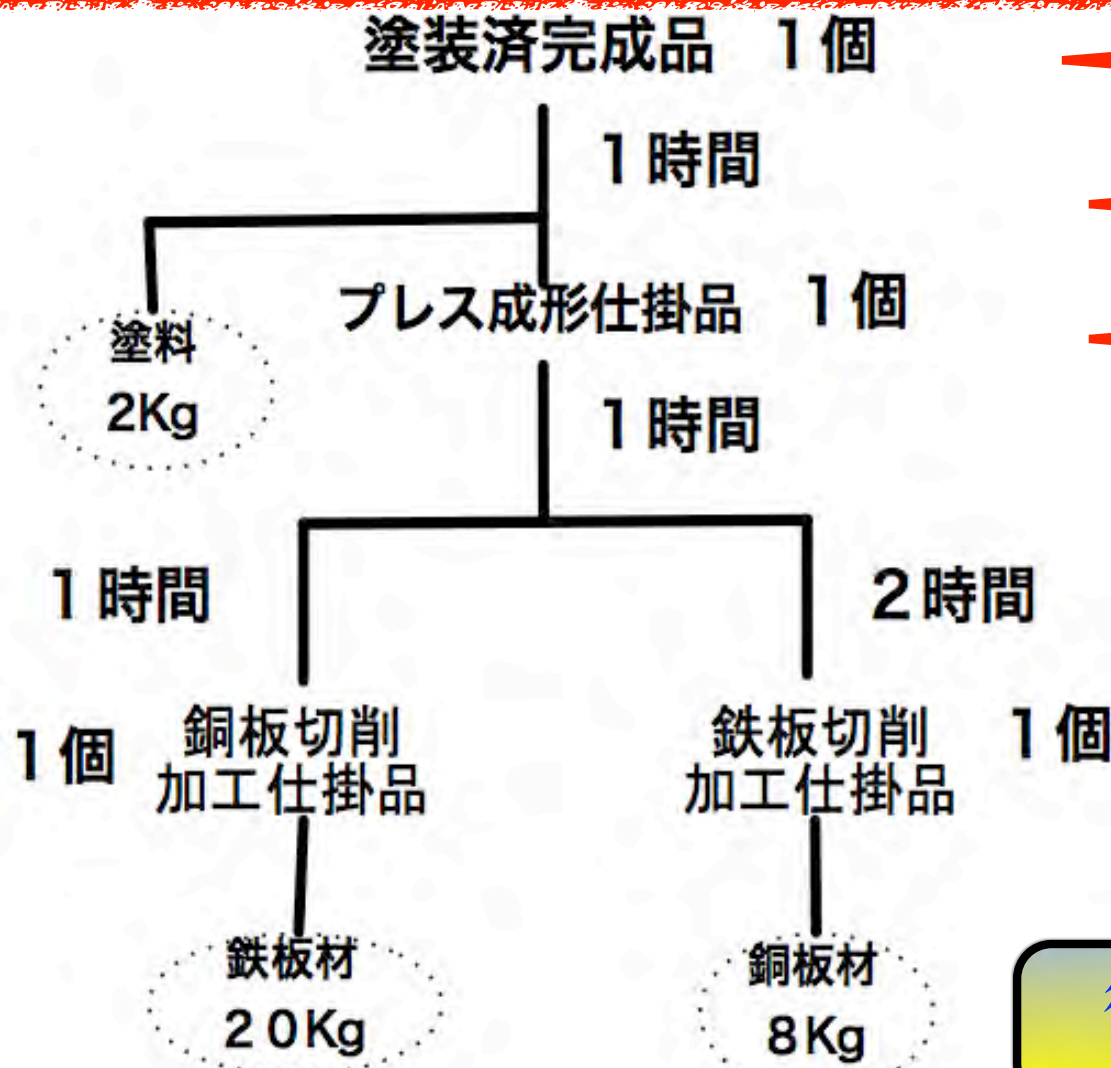 塗装済完成品 1個
1時間
プレス成形仕掛品 1個
塗料
2Kg
1時間
1時間
2時間
1個
銅板切削
加工仕掛品
鉄板切削
加工仕掛品
1個
鉄板材
20Kg
銅板材
8Kg